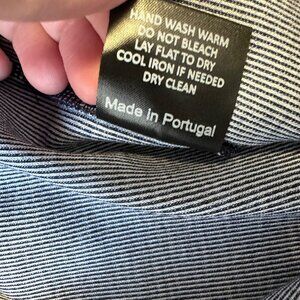 HAND WASH WARM
DO NOT BLEACH
LAY FLAT TO DRY
COOL IRON IF NEEDED
DRY CLEAN
Made in Portugal